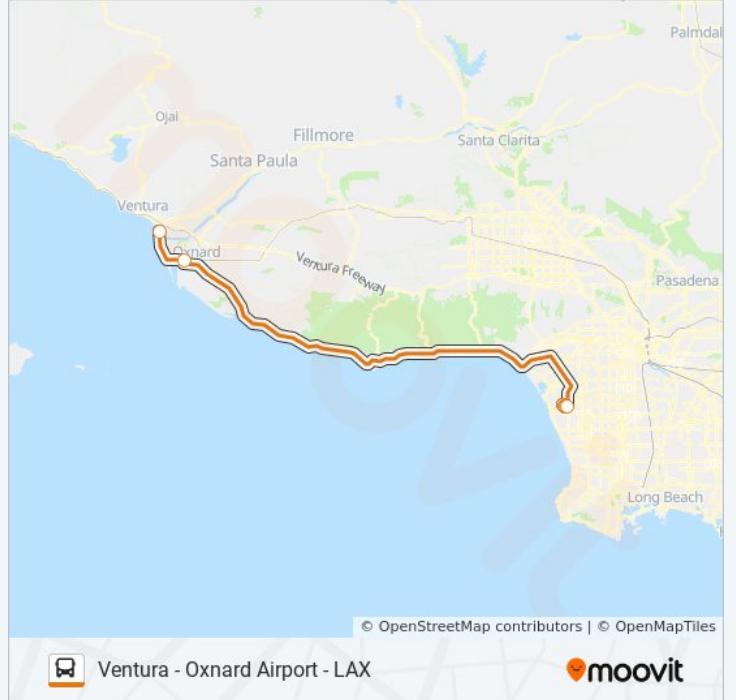 Palmdal
Ojai
Fillmore
Santa Clarita
Santa Paula
Ventura
Oxnard
Ventura Freeway
Pasadena
Long Beach
© OpenStreetMap contributors | © OpenMapTiles
Ventura - Oxnard Airport - LAX
moovit